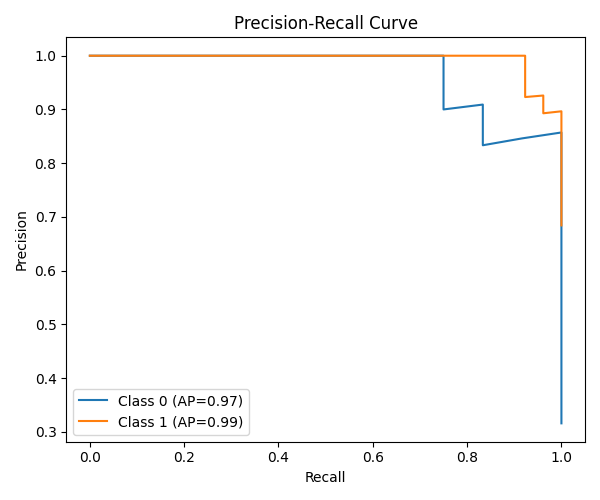 Precision-Recall Curve
1.0
0.9
0.8
0.7
0.6
0.5
0.4
0.3
Precision
Class 0 (AP=0.97)
Class 1 (AP=0.99)
0.0 0.2 0.4 0.6 0.8 1.0
Recall